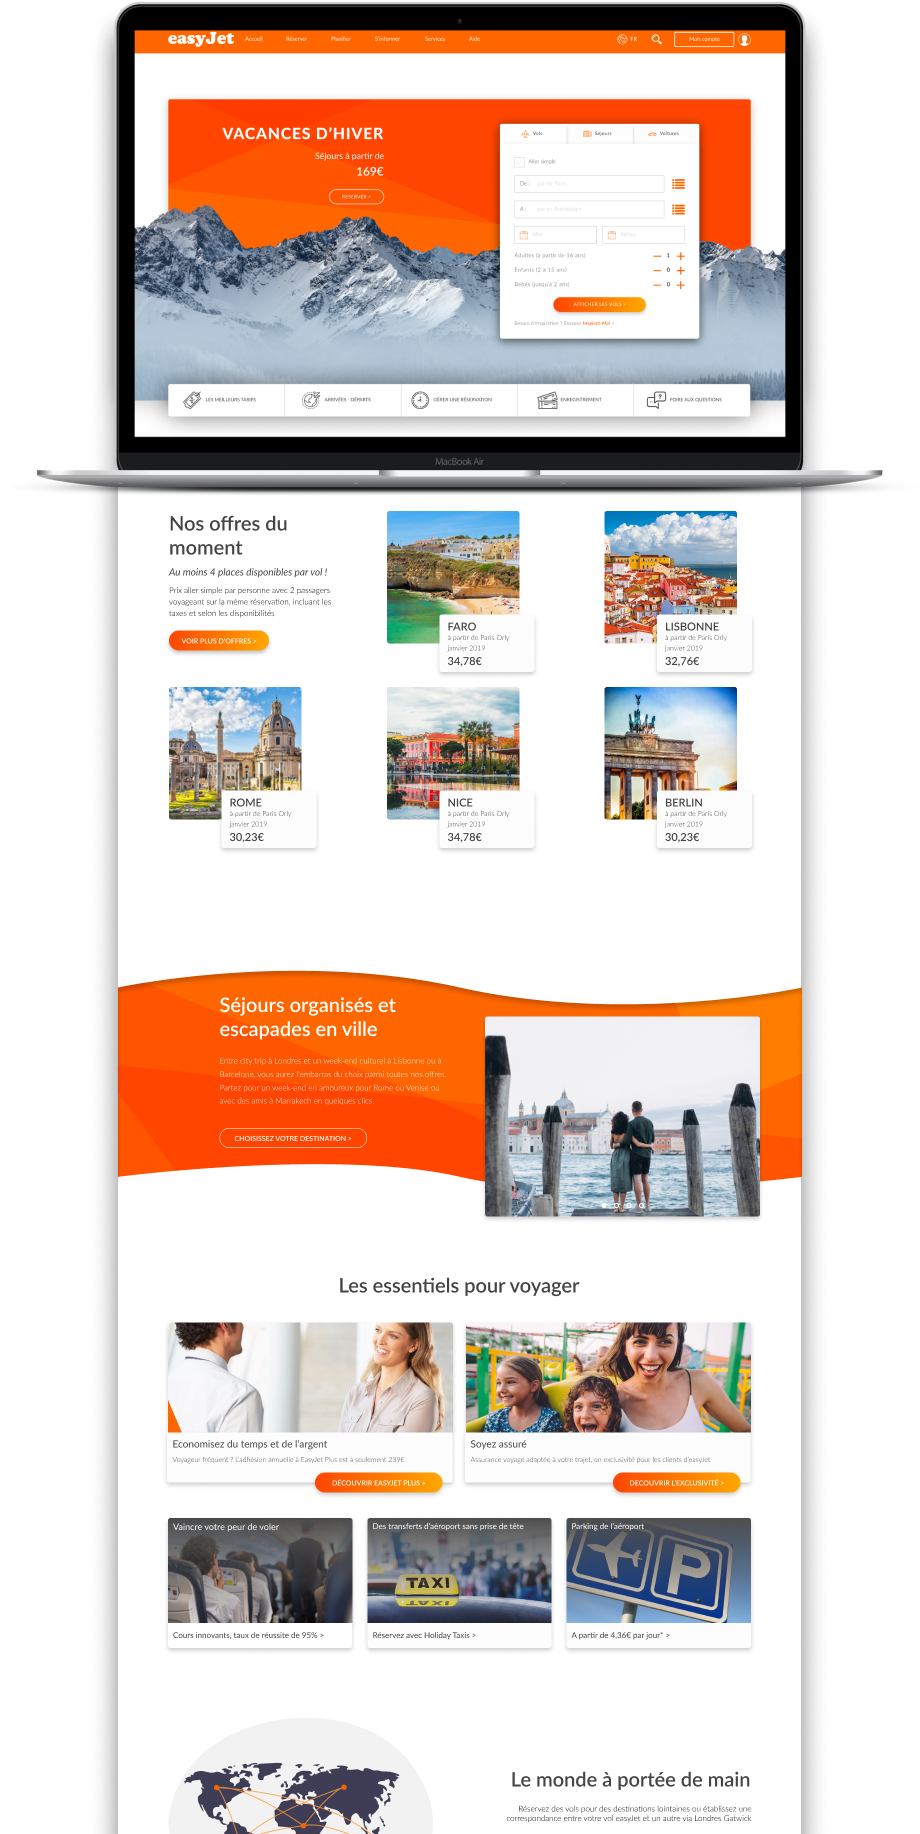 easyJet
Accueil
Réserver
Planifier
S'informer
Services
Aide
FR
Mon compte
VACANCES D'HIVER
Séjours à partir de
169€
RESERVER >
Vols
Séjours
Voitures
Aller simple
De :
A :
Aller
Retour
Adultes (à partir de 16 ans)
1
Enfants (2 à 15 ans)
0
Bébés (jusqu'à 2 ans)
0
AFFICHER LES VOLS >
Besoin d'inspiration ? Essayez Inspirez-Moi >
LES MEILLEURS TARIFS
ARRIVÉES - DÉPARTS
GÉRER UNE RÉSERVATION
ENREGISTREMENT
FOIRE AUX QUESTIONS
MacBook Air
Nos offres du
moment
Au moins 4 places disponibles par vol !
Prix aller simple par personne avec 2 passagers
voyageant sur la même réservation, incluant les
taxes et selon les disponibilités
VOIR PLUS D'OFFRES >
FARO
à partir de Paris Orly
janvier 2019
34,78€
LISBONNE
à partir de Paris Orly
janvier 2019
32,76€
ROME
à partir de Paris Orly
janvier 2019
30,23€
NICE
à partir de Paris Orly
janvier 2019
34,78€
BERLIN
à partir de Paris Orly
janvier 2019
30,23€
Séjours organisés et
escapades en ville
Entre city trip à Londres et un week-end culturel à Lisbonne ou à
Barcelone, vous aurez l'embarras du choix parmi toutes nos offres.
Partez pour un week-end en amoureux pour Rome ou Venise ou
avec des amis à Marrakech en quelques clics.
CHOISISSEZ VOTRE DESTINATION >
Les essentiels pour voyager
Economisez du temps et de l'argent
Voyageur fréquent ? L'adhésion annuelle à EasyJet Plus est à seulement 239€
DÉCOUVRIR EASYJET PLUS >
Soyez assuré
Assurance voyage adaptée à votre trajet, en exclusivité pour les clients d'easyJet
DECOUVRIR L'EXCLUSIVITÉ >
Vaincre votre peur de voler
Cours innovants, taux de réussite de 95% >
Des transferts d'aéroport sans prise de tête
TAXI
Réservez avec Holiday Taxis >
Parking de l'aéroport
P
A partir de 4,36€ par jour* >
Le monde à portée de main
Réservez des vols pour des destinations lointaines ou établissez une
correspondance entre votre vol easyJet et un autre via Londres Gatwick